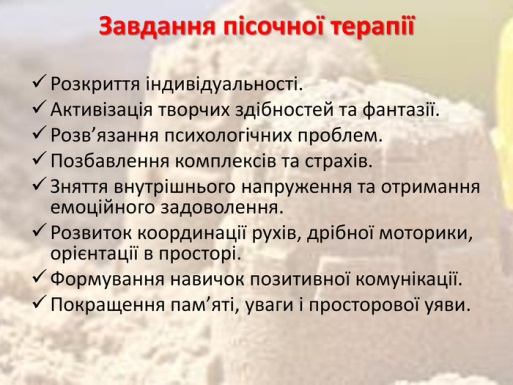 Завдання пісочної терапії
✓ Розкриття індивідуальності.
✓ Активізація творчих здібностей та фантазії.
✓ Розв’язання психологічних проблем.
✓ Позбавлення комплексів та страхів.
✓ Зняття внутрішнього напруження та отримання
емоційного задоволення.
✓ Розвиток координації рухів, дрібної моторики,
орієнтації в просторі.
✓ Формування навичок позитивної комунікації.
✓ Покращення пам’яті, уваги і просторової уяви.